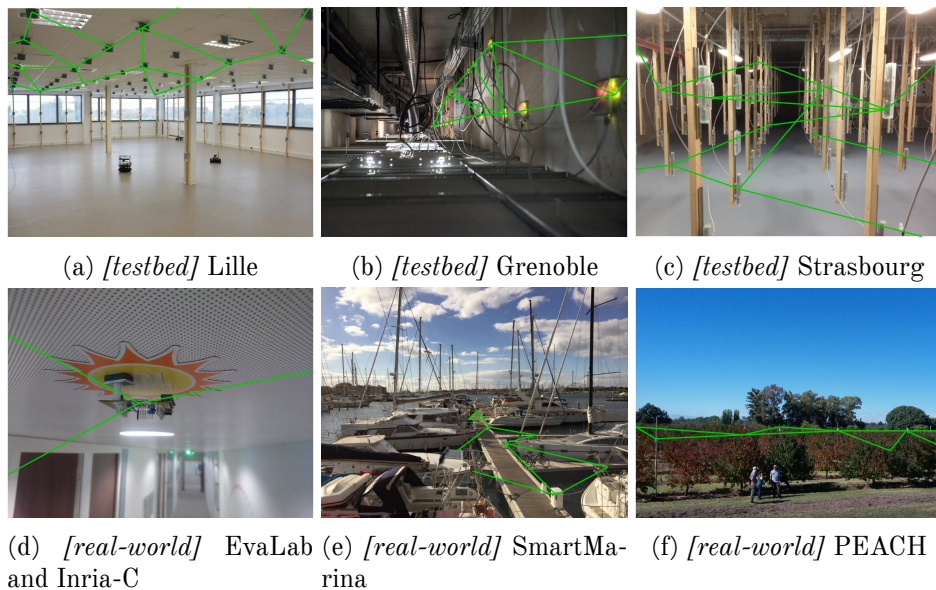 (a) [testbed] Lille
(b) [testbed] Grenoble
(c) [testbed] Strasbourg
(d) [real-world] EvaLab
and Inria-C
(e) [real-world] SmartMa-
rina
(f) [real-world] PEACH